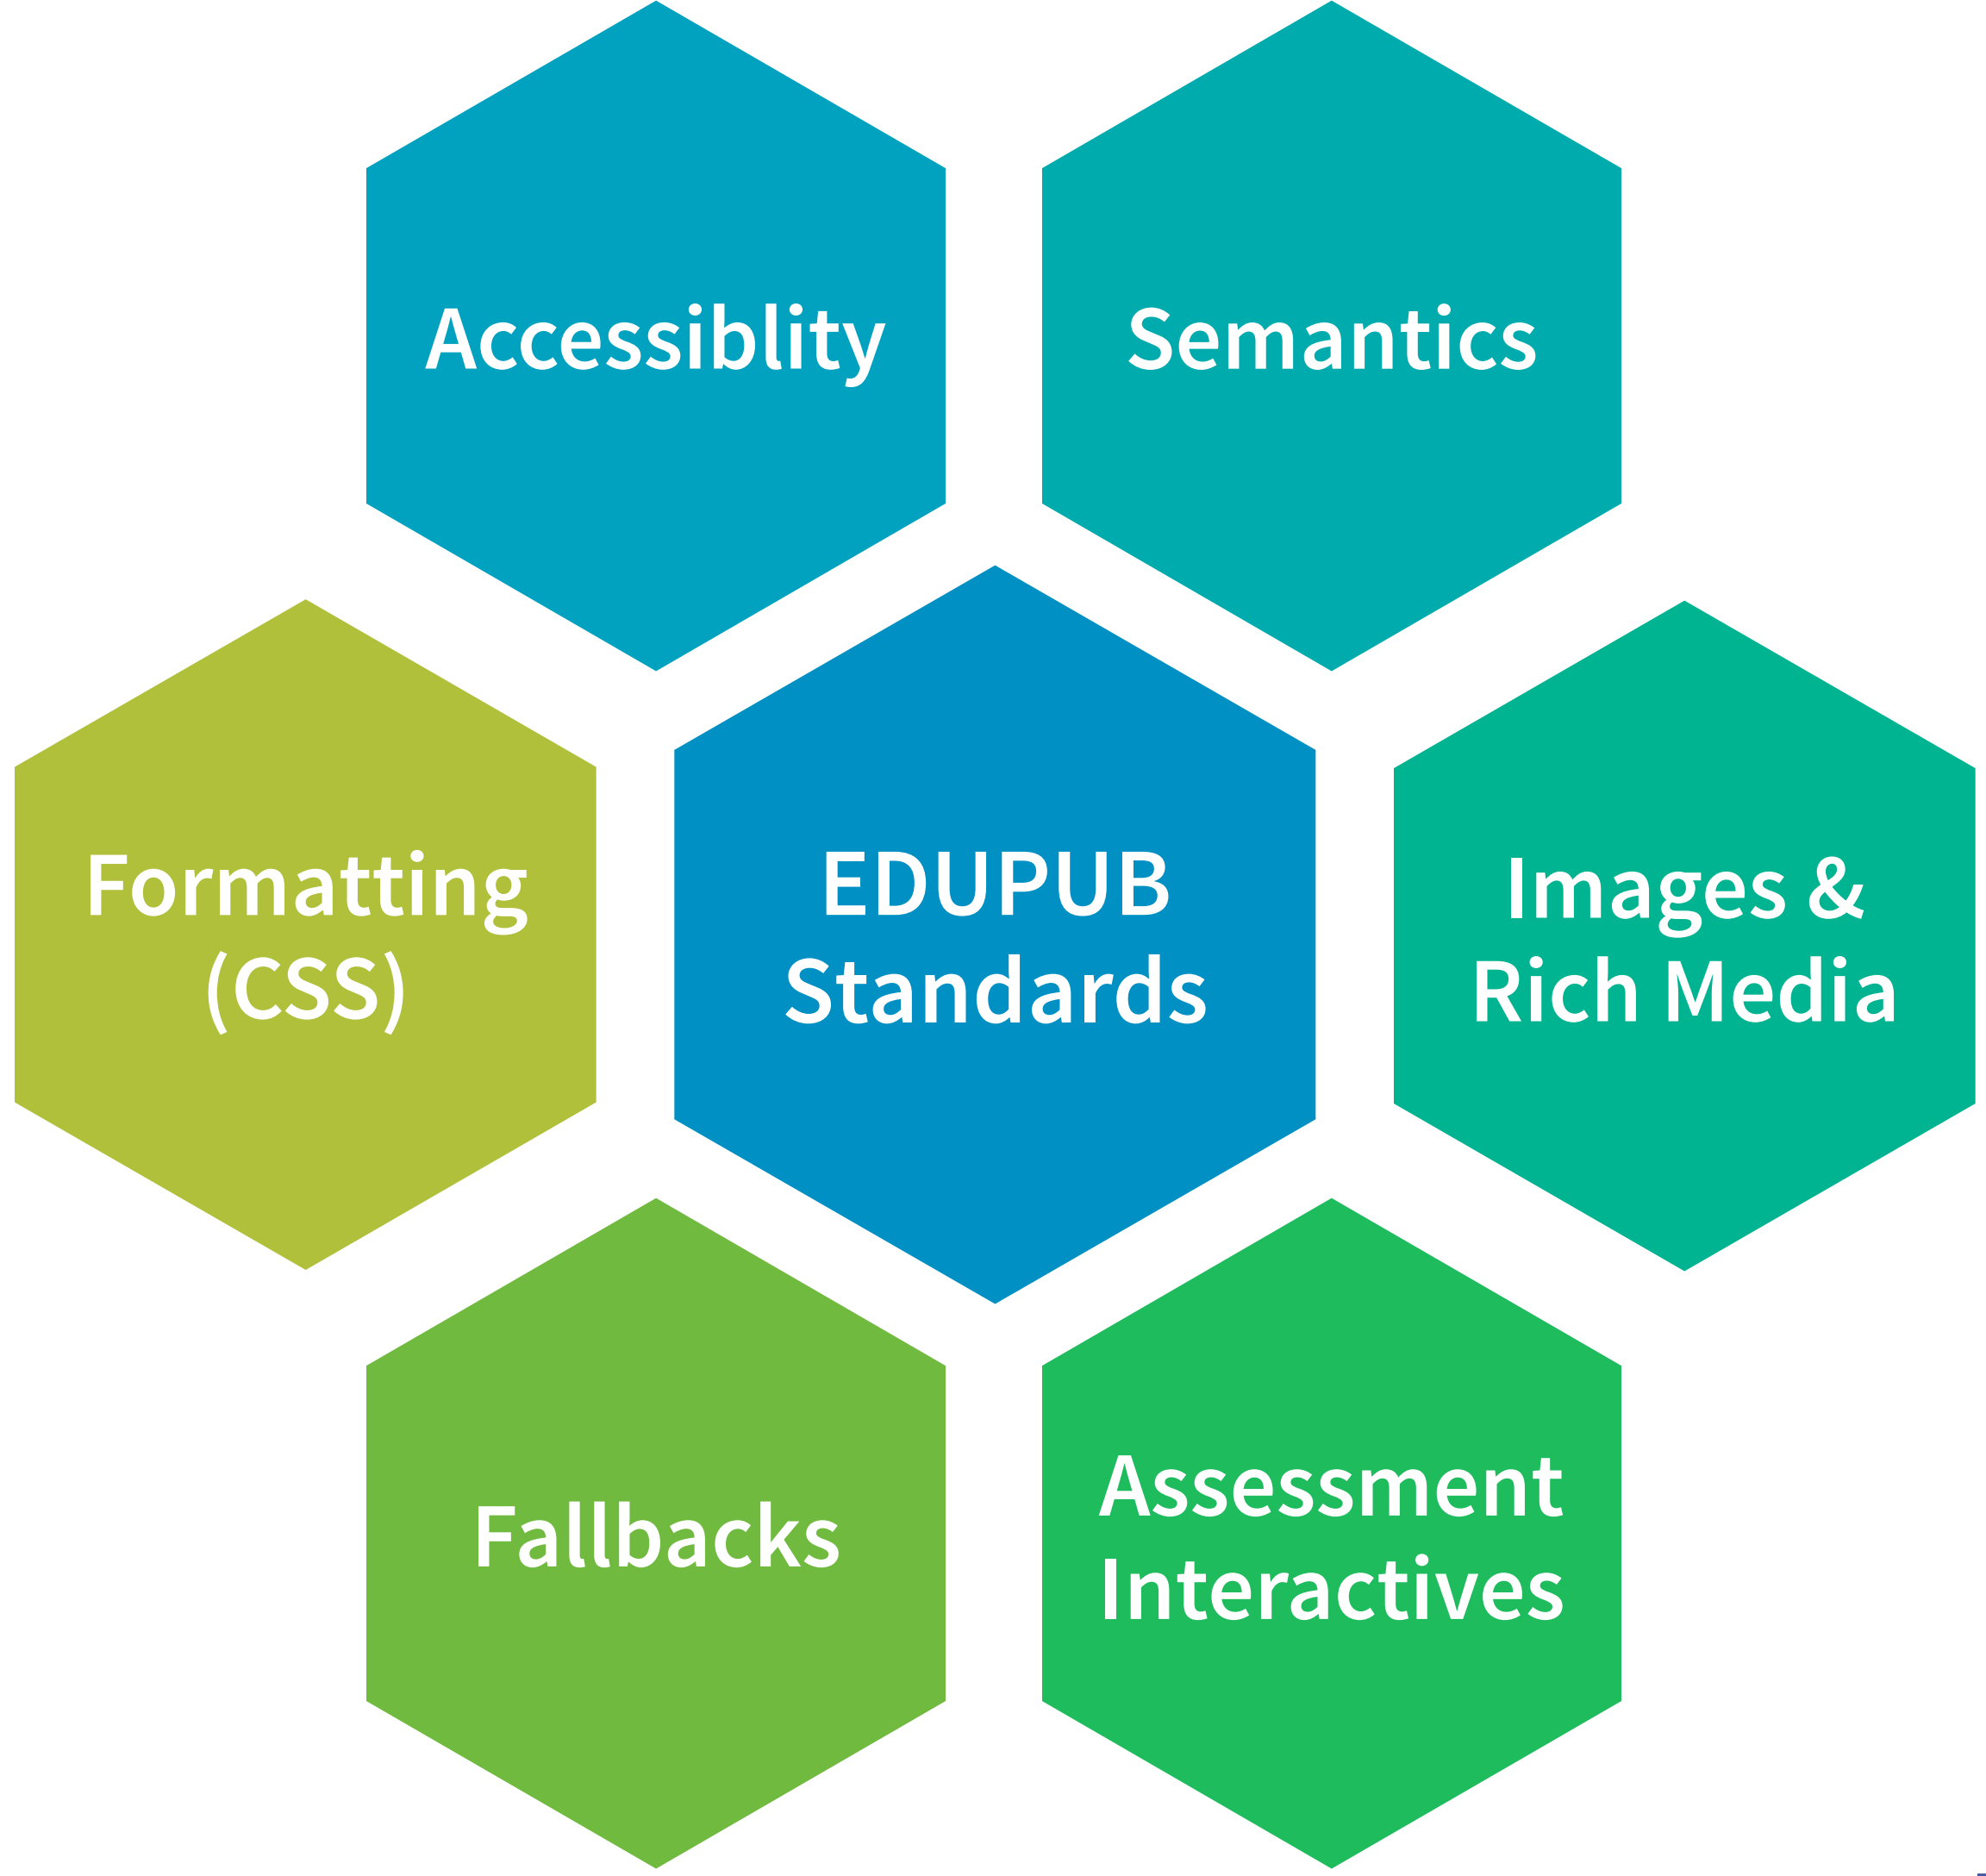 Accessiblity
Semantics
Formatting
(CSS)
EDUPUB
Standards
Images &
Rich Media
Fallbacks
Assessment
Interactives